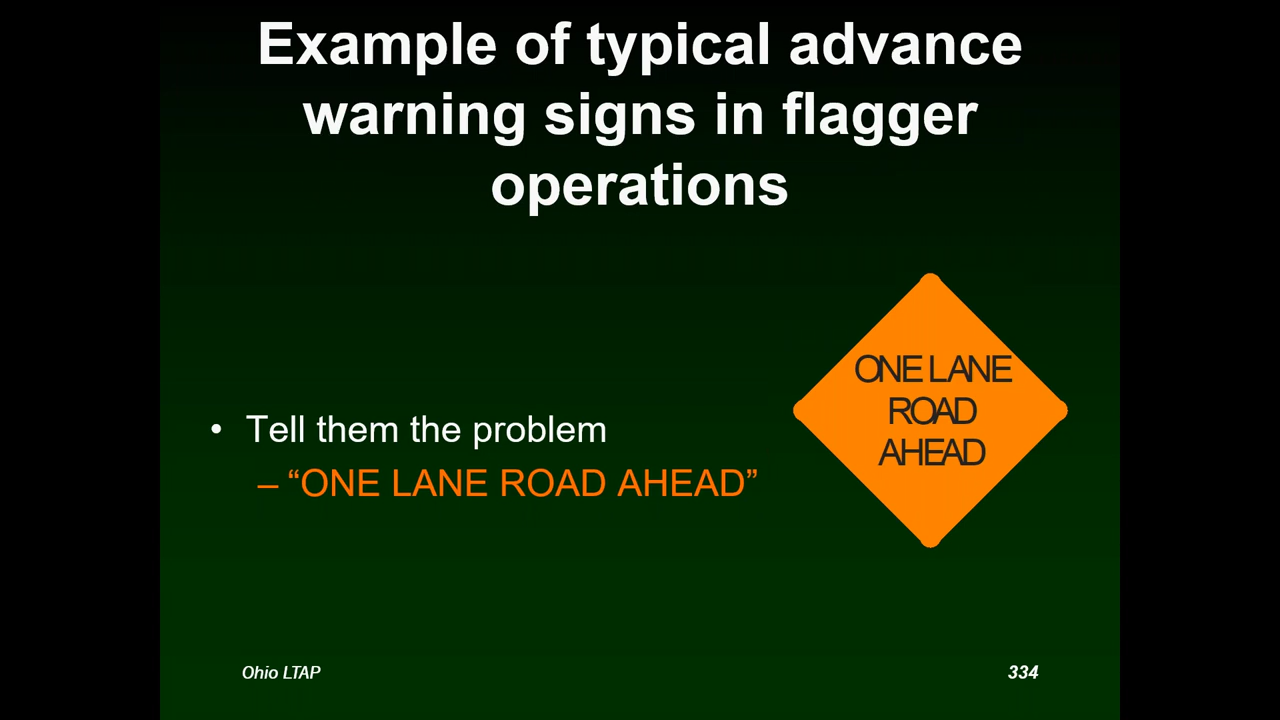 Example of typical advance
warning signs in flagger
operations
• Tell them the problem
– “ONE LANE ROAD AHEAD”
ONE LANE
ROAD
AHEAD
Ohio LTAP
334